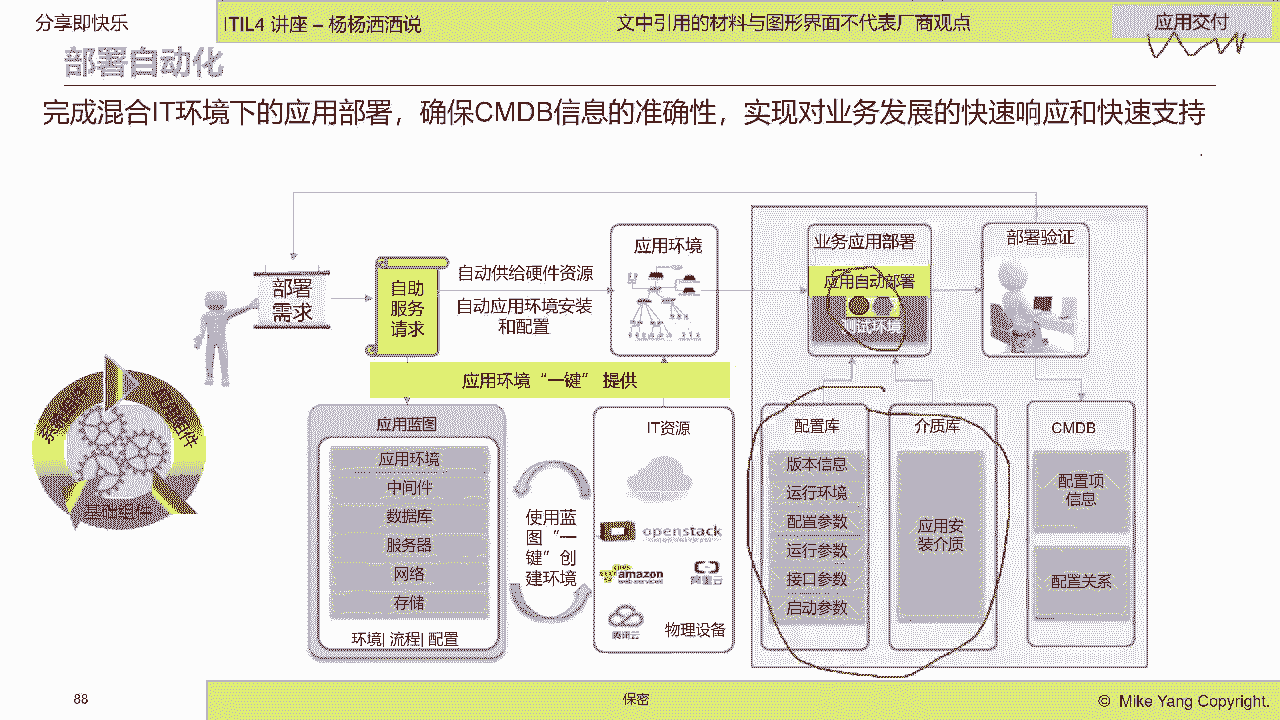 分享即快乐
ITIL4 讲座 – 杨杨洒洒说
文中引用的材料与图形界面不代表厂商观点
应用交付
部署自动化
完成混合IT环境下的应用部署，确保CMDB信息的准确性，实现对业务发展的快速响应和快速支持
部署
需求
自助
服务
请求
自动供给硬件资源
自动应用环境安装
和配置
应用环境
业务应用部署
应用自动部署
测试环境
部署验证
应用环境“一键” 提供
应用蓝图
应用环境
中间件
数据库
服务器
网络
存储
环境| 流程| 配置
使用蓝
图“一
键”创
建环境
IT资源
openstack
amazon
web services
阿里云
腾讯云
物理设备
配置库
版本信息
运行环境
配置参数
运行参数
接口参数
启动参数
介质库
应用安
装介质
CMDB
配置项
信息
配置关系
88
保密
© Mike Yang Copyright.